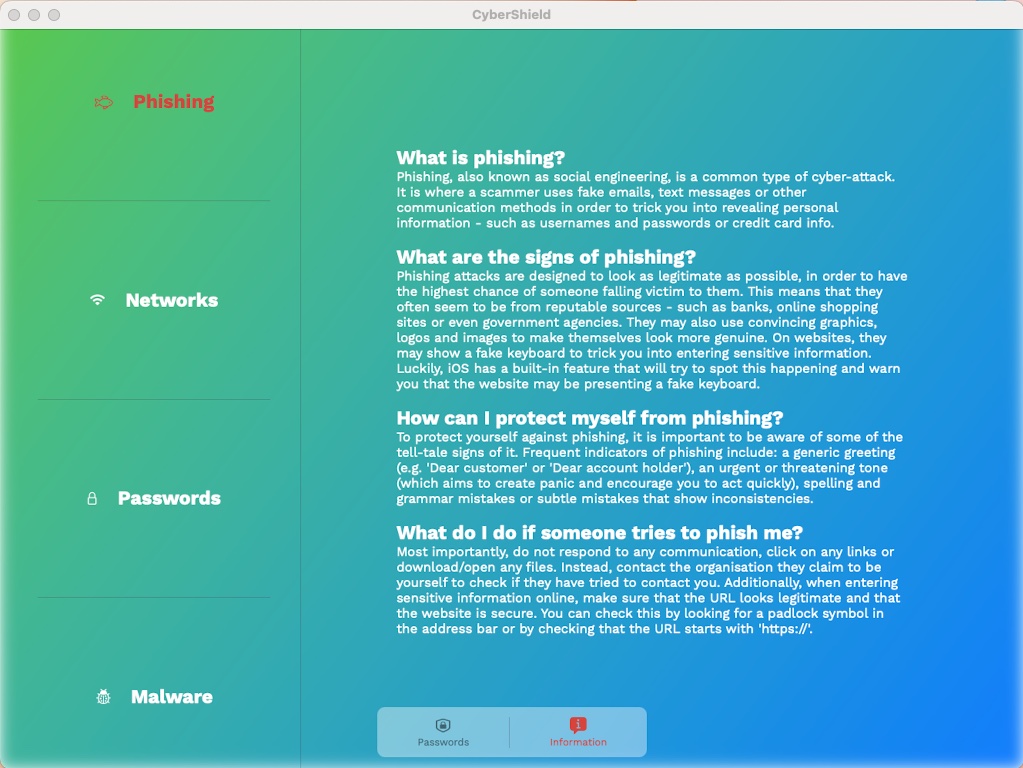 CyberShield
Phishing
Networks
Passwords
Malware
What is phishing?
Phishing, also known as social engineering, is a common type of cyber-attack.
It is where a scammer uses fake emails, text messages or other
communication methods in order to trick you into revealing personal
information - such as usernames and passwords or credit card info.
What are the signs of phishing?
Phishing attacks are designed to look as legitimate as possible, in order to have
the highest chance of someone falling victim to them. This means that they
often seem to be from reputable sources - such as banks, online shopping
sites or even government agencies. They may also use convincing graphics,
logos and images to make themselves look more genuine. On websites, they
may show a fake keyboard to trick you into entering sensitive information.
Luckily, iOS has a built-in feature that will try to spot this happening and warn
you that the website may be presenting a fake keyboard.
How can I protect myself from phishing?
To protect yourself against phishing, it is important to be aware of some of the
tell-tale signs of it. Frequent indicators of phishing include: a generic greeting
(e.g. 'Dear customer' or 'Dear account holder'), an urgent or threatening tone
(which aims to create panic and encourage you to act quickly), spelling and
grammar mistakes or subtle mistakes that show inconsistencies.
What do I do if someone tries to phish me?
Most importantly, do not respond to any communication, click on any links or
download/open any files. Instead, contact the organisation they claim to be
yourself to check if they have tried to contact you. Additionally, when entering
sensitive information online, make sure that the URL looks legitimate and that
the website is secure. You can check this by looking for a padlock symbol in
the address bar or by checking that the URL starts with 'https://'.
Passwords
Information